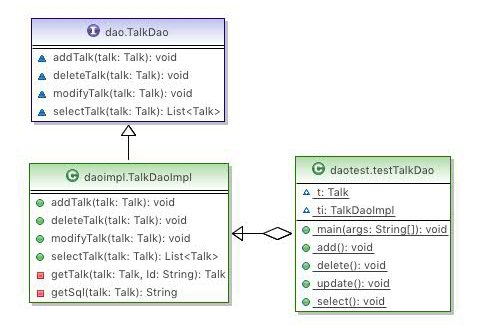 dao.TalkDao
addTalk(talk: Talk): void
deleteTalk(talk: Talk): void
modifyTalk(talk: Talk): void
selectTalk(talk: Talk): List<Talk>
daoimpl.TalkDaoImpl
addTalk(talk: Talk): void
deleteTalk(talk: Talk): void
modifyTalk(talk: Talk): void
selectTalk(talk: Talk): List<Talk>
getTalk(talk: Talk, Id: String): Talk
getSql(talk: Talk): String
daotest.testTalkDao
t: Talk
ti: TalkDaoImpl
main(args: String[]): void
add(): void
delete(): void
update(): void
select(): void